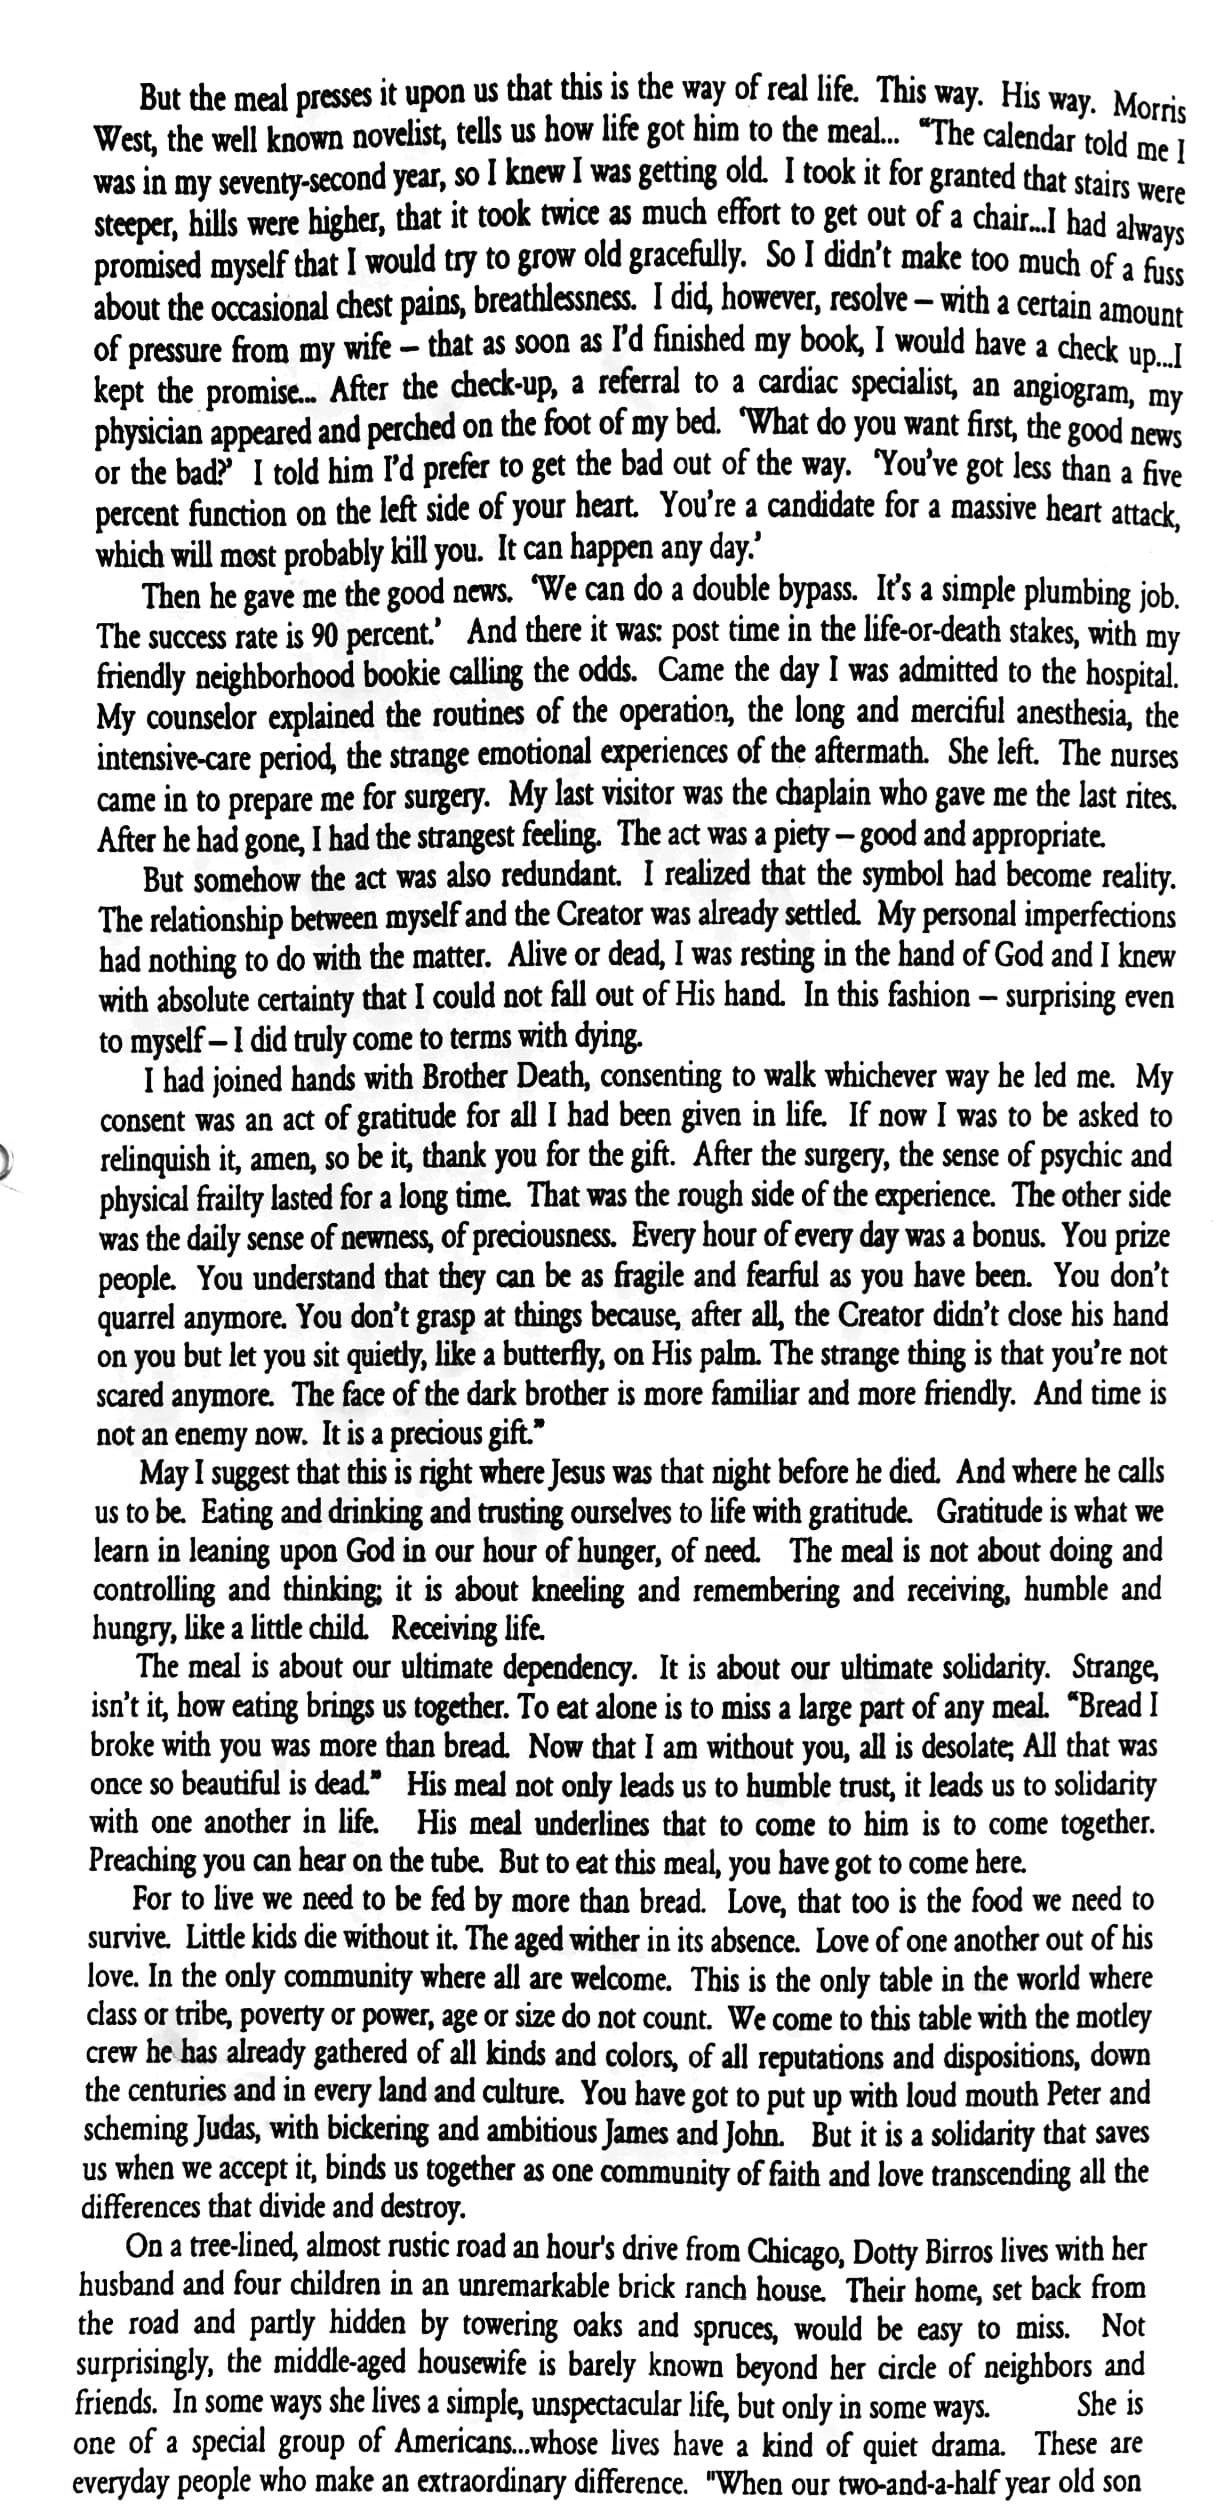 But the meal presses it upon us that this is the way of real life. This way. His way. Morris
West, the well known novelist, tells us how life got him to the meal... “The calendar told me I
was in my seventy-second year, so I knew I was getting old. I took it for granted that stairs were
steeper, hills were higher, that it took twice as much effort to get out of a chair...I had always
promised myself that I would try to grow old gracefully. So I didn’t make too much of a fuss
about the occasional chest pains, breathlessness. I did, however, resolve – with a certain amount
of pressure from my wife – that as soon as I’d finished my book, I would have a check up...I
kept the promise... After the check-up, a referral to a cardiac specialist, an angiogram, my
physician appeared and perched on the foot of my bed. ‘What do you want first, the good news
or the bad?’ I told him I’d prefer to get the bad out of the way. ‘You’ve got less than a five
percent function on the left side of your heart. You’re a candidate for a massive heart attack,
which will most probably kill you. It can happen any day.’
Then he gave me the good news. ‘We can do a double bypass. It’s a simple plumbing job.
The success rate is 90 percent.’ And there it was: post time in the life-or-death stakes, with my
friendly neighborhood bookie calling the odds. Came the day I was admitted to the hospital.
My counselor explained the routines of the operation, the long and merciful anesthesia, the
intensive-care period, the strange emotional experiences of the aftermath. She left. The nurses
came in to prepare me for surgery. My last visitor was the chaplain who gave me the last rites.
After he had gone, I had the strangest feeling. The act was a piety – good and appropriate.
But somehow the act was also redundant. I realized that the symbol had become reality.
The relationship between myself and the Creator was already settled. My personal imperfections
had nothing to do with the matter. Alive or dead, I was resting in the hand of God and I knew
with absolute certainty that I could not fall out of His hand. In this fashion – surprising even
to myself – I did truly come to terms with dying.
I had joined hands with Brother Death, consenting to walk whichever way he led me. My
consent was an act of gratitude for all I had been given in life. If now I was to be asked to
relinquish it, amen, so be it, thank you for the gift. After the surgery, the sense of psychic and
physical frailty lasted for a long time. That was the rough side of the experience. The other side
was the daily sense of newness, of preciousness. Every hour of every day was a bonus. You prize
people. You understand that they can be as fragile and fearful as you have been. You don’t
quarrel anymore. You don’t grasp at things because, after all, the Creator didn’t close his hand
on you but let you sit quietly, like a butterfly, on His palm. The strange thing is that you’re not
scared anymore. The face of the dark brother is more familiar and more friendly. And time is
not an enemy now. It is a precious gift.”
May I suggest that this is right where Jesus was that night before he died. And where he calls
us to be. Eating and drinking and trusting ourselves to life with gratitude. Gratitude is what we
learn in leaning upon God in our hour of hunger, of need. The meal is not about doing and
controlling and thinking; it is about kneeling and remembering and receiving, humble and
hungry, like a little child. Receiving life.
The meal is about our ultimate dependency. It is about our ultimate solidarity. Strange,
isn’t it, how eating brings us together. To eat alone is to miss a large part of any meal. “Bread I
broke with you was more than bread. Now that I am without you, all is desolate; All that was
once so beautiful is dead.” His meal not only leads us to humble trust, it leads us to solidarity
with one another in life. His meal underlines that to come to him is to come together.
Preaching you can hear on the tube. But to eat this meal, you have got to come here.
For to live we need to be fed by more than bread. Love, that too is the food we need to
survive. Little kids die without it. The aged wither in its absence. Love of one another out of his
love. In the only community where all are welcome. This is the only table in the world where
class or tribe, poverty or power, age or size do not count. We come to this table with the motley
crew he has already gathered of all kinds and colors, of all reputations and dispositions, down
the centuries and in every land and culture. You have got to put up with loud mouth Peter and
scheming Judas, with bickering and ambitious James and John. But it is a solidarity that saves
us when we accept it, binds us together as one community of faith and love transcending all the
differences that divide and destroy.
On a tree-lined, almost rustic road an hour's drive from Chicago, Dotty Birros lives with her
husband and four children in an unremarkable brick ranch house. Their home, set back from
the road and partly hidden by towering oaks and spruces, would be easy to miss. Not
surprisingly, the middle-aged housewife is barely known beyond her circle of neighbors and
friends. In some ways she lives a simple, unspectacular life, but only in some ways. She is
one of a special group of Americans...whose lives have a kind of quiet drama. These are
everyday people who make an extraordinary difference. "When our two-and-a-half year old son